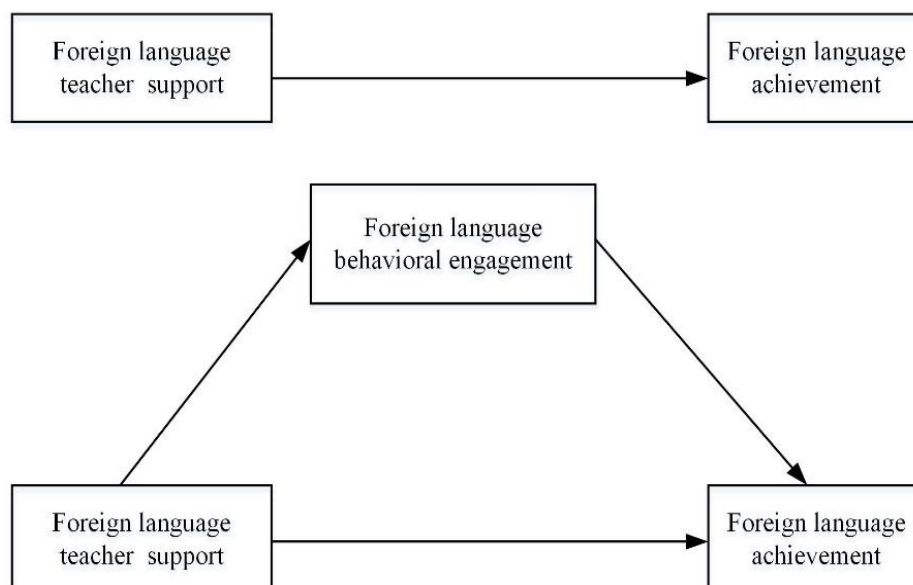 Foreign language
teacher support
Foreign language
achievement
Foreign language
behavioral engagement
Foreign language
teacher support
Foreign language
achievement